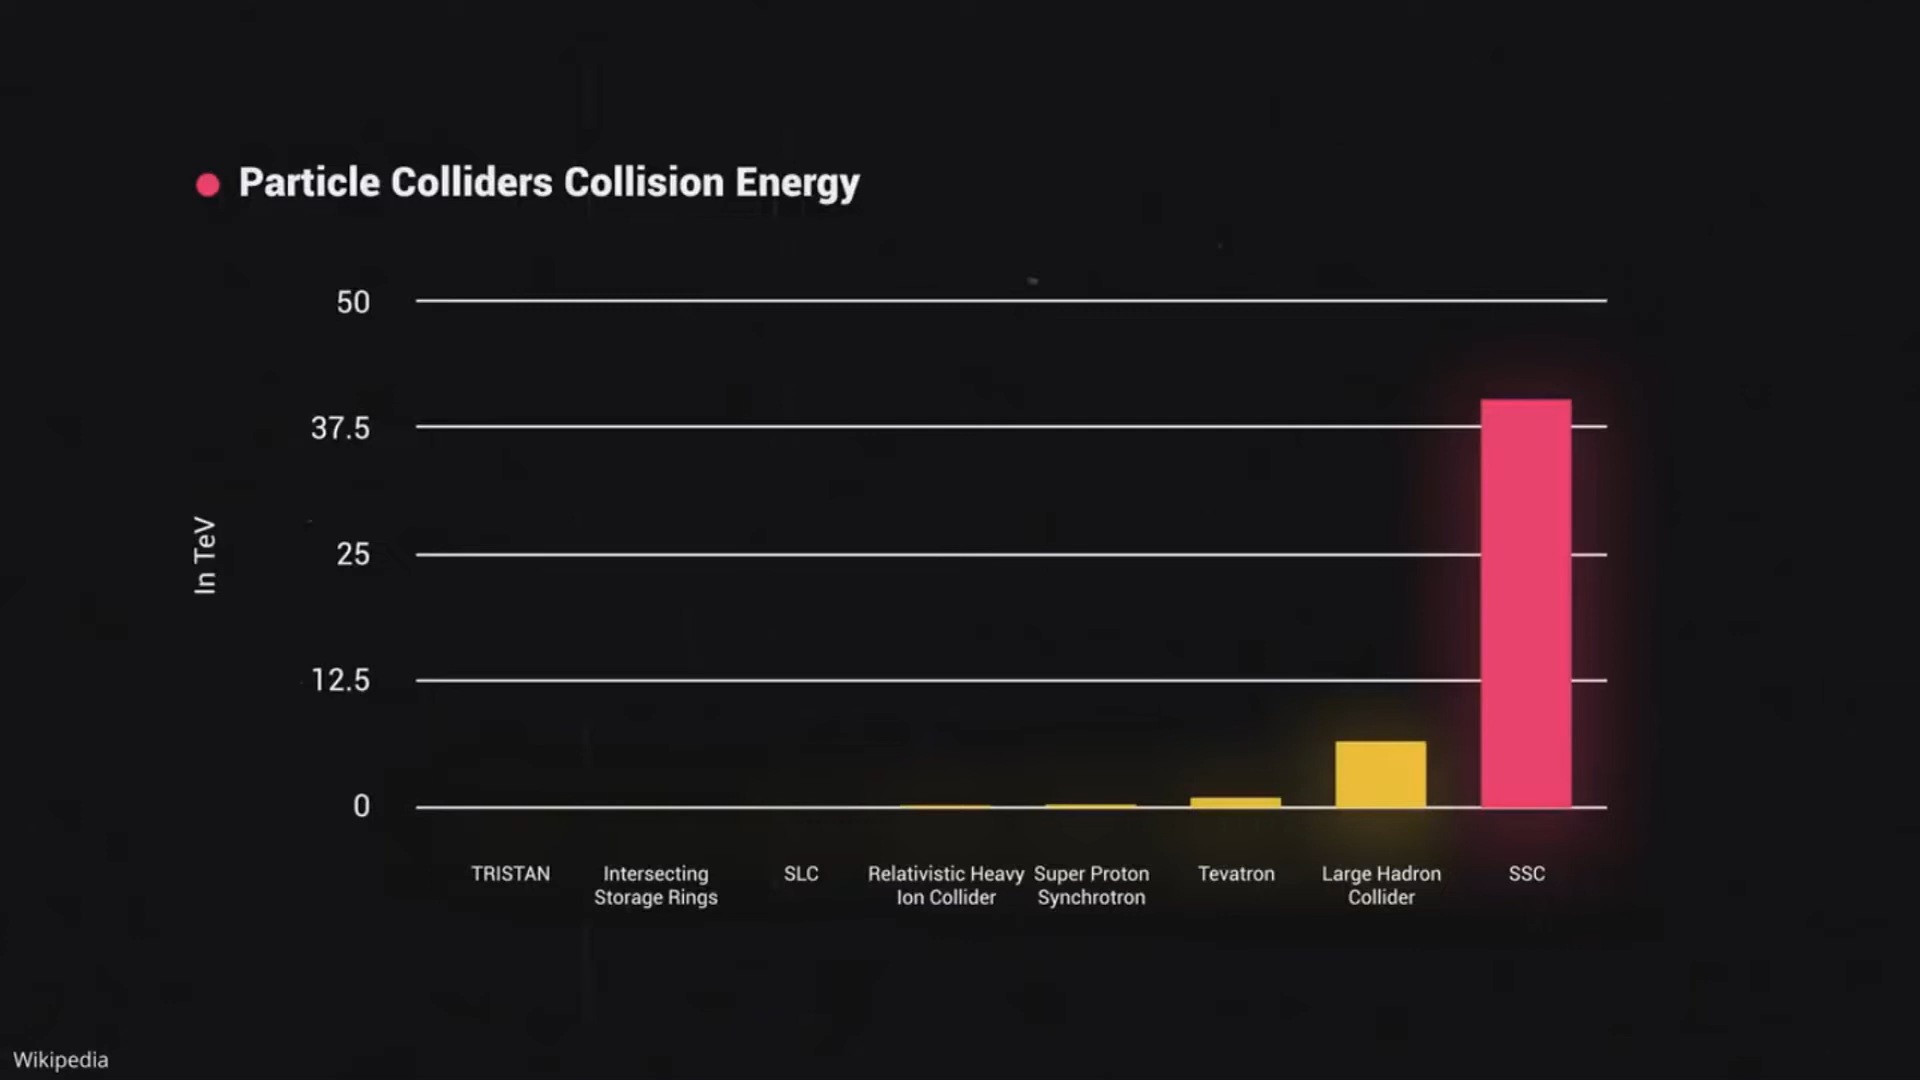 Particle Colliders Collision Energy
50
37.5
25
12.5
0
In TeV
TRISTAN
Intersecting
Storage Rings
SLC
Relativistic Heavy
Ion Collider
Super Proton
Synchrotron
Tevatron
Large Hadron
Collider
SSC
Wikipedia